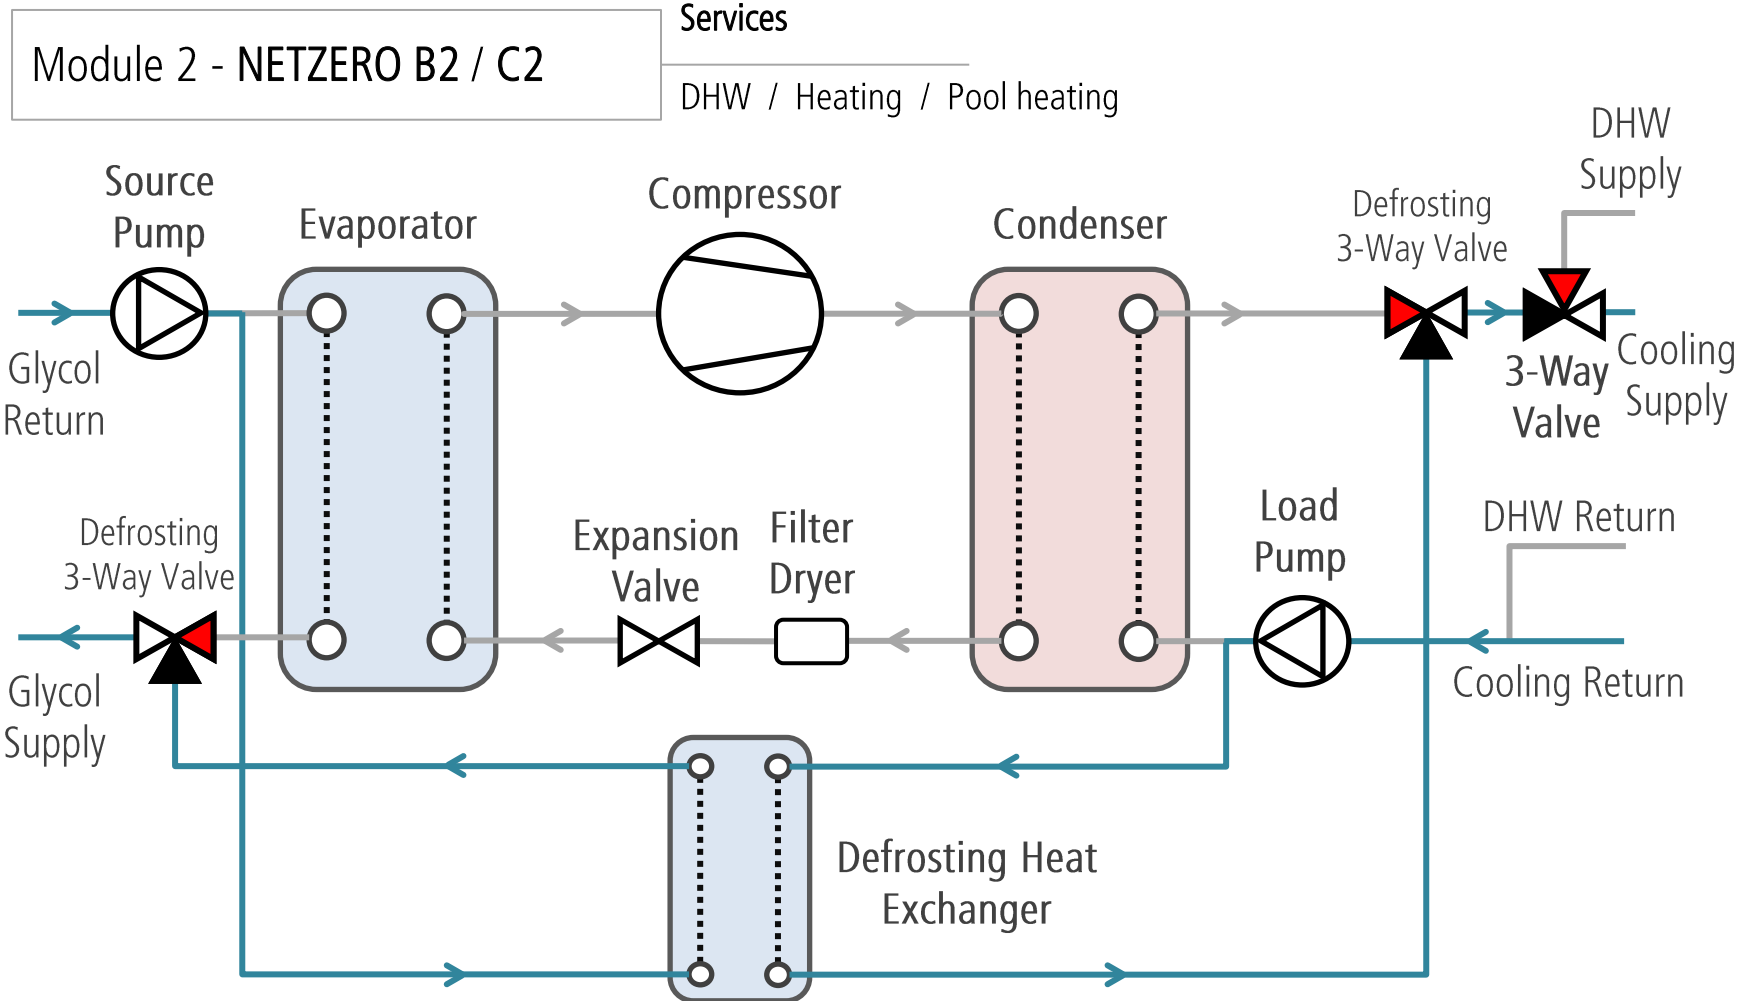 Services
Module 2 - NETZERO B2 / C2
DHW / Heating / Pool heating
DHW
Supply
Source
Pump
Evaporator
Compressor
Condenser
Defrosting
3-Way Valve
Glycol
Return
3-Way
Valve
Cooling
Supply
Defrosting
3-Way Valve
Expansion
Valve
Filter
Dryer
Load
Pump
DHW Return
Glycol
Supply
Cooling Return
Defrosting Heat
Exchanger